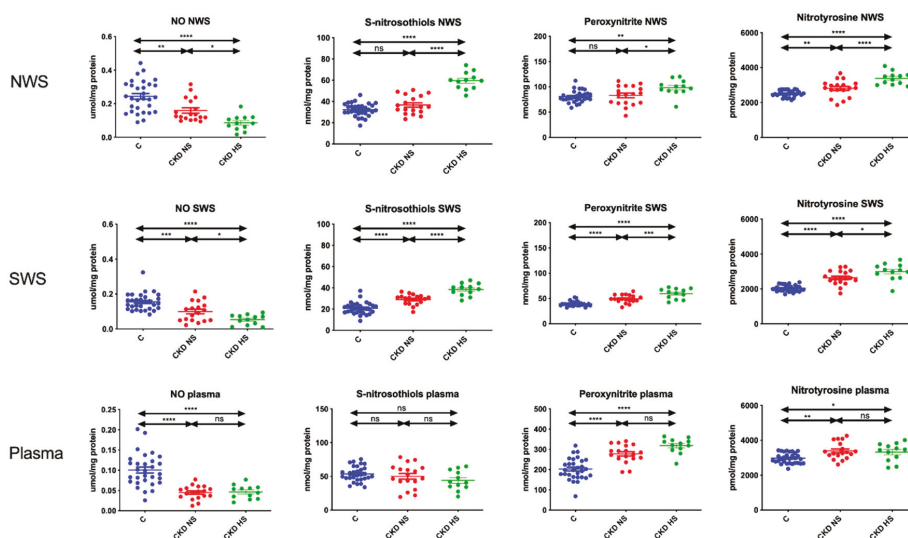 NWS
NO NWS
****
** *
umol/mg protein
0.6
0.4
0.2
0.0
C CKD NS CKD HS
S-nitrosothiols NWS
****
ns ****
nmol/mg protein
100
80
60
40
20
0
C CKD NS CKD HS
Peroxynitrite NWS
**
ns *
nmol/mg protein
200
150
100
50
0
C CKD NS CKD HS
Nitrotyrosine NWS
****
** ****
pmol/mg protein
6000
4000
2000
0
C CKD NS CKD HS
SWS
NO SWS
****
*** *
umol/mg protein
0.6
0.4
0.2
0.0
C CKD NS CKD HS
S-nitrosothiols SWS
****
**** ****
nmol/mg protein
100
80
60
40
20
0
C CKD NS CKD HS
Peroxynitrite SWS
****
**** ***
nmol/mg protein
200
150
100
50
0
C CKD NS CKD HS
Nitrotyrosine SWS
****
**** *
pmol/mg protein
6000
4000
2000
0
C CKD NS CKD HS
Plasma
NO plasma
****
**** ns
umol/mg protein
0.25
0.20
0.15
0.10
0.05
0.00
C CKD NS CKD HS
S-nitrosothiols plasma
ns
ns ns
nmol/mg protein
150
100
50
0
C CKD NS CKD HS
Peroxynitrite plasma
****
**** ns
nmol/mg protein
500
400
300
200
100
0
C CKD NS CKD HS
Nitrotyrosine plasma
*
** ns
pmol/mg protein
6000
4000
2000
0
C CKD NS CKD HS